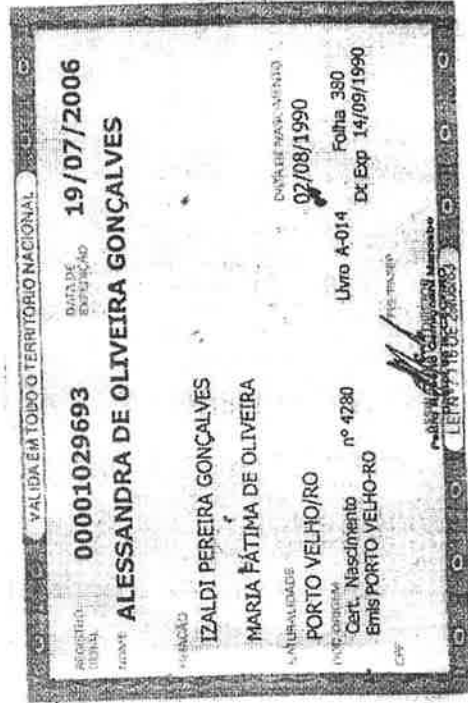 VALIDA EM TODO O TERRITÓRIO NACIONAL
REGISTRO GERAL 00001029693 DATA DE EXPEDIÇÃO 19/07/2006
NOME ALESSANDRA DE OLIVEIRA GONÇALVES
FILIAÇÃO
IZALDI PEREIRA GONÇALVES
MARIA FÁTIMA DE OLIVEIRA
NATURALIDADE DATA DE NASCIMENTO
PORTO VELHO/RO 02/08/1990
DOC. ORIGEM
Cert. Nascimento nº 4280 Livro A-014 Folha 380
Emis PORTO VELHO-RO Dt Exp 14/09/1990
CPF
LEI Nº 7.116 DE 29/08/83